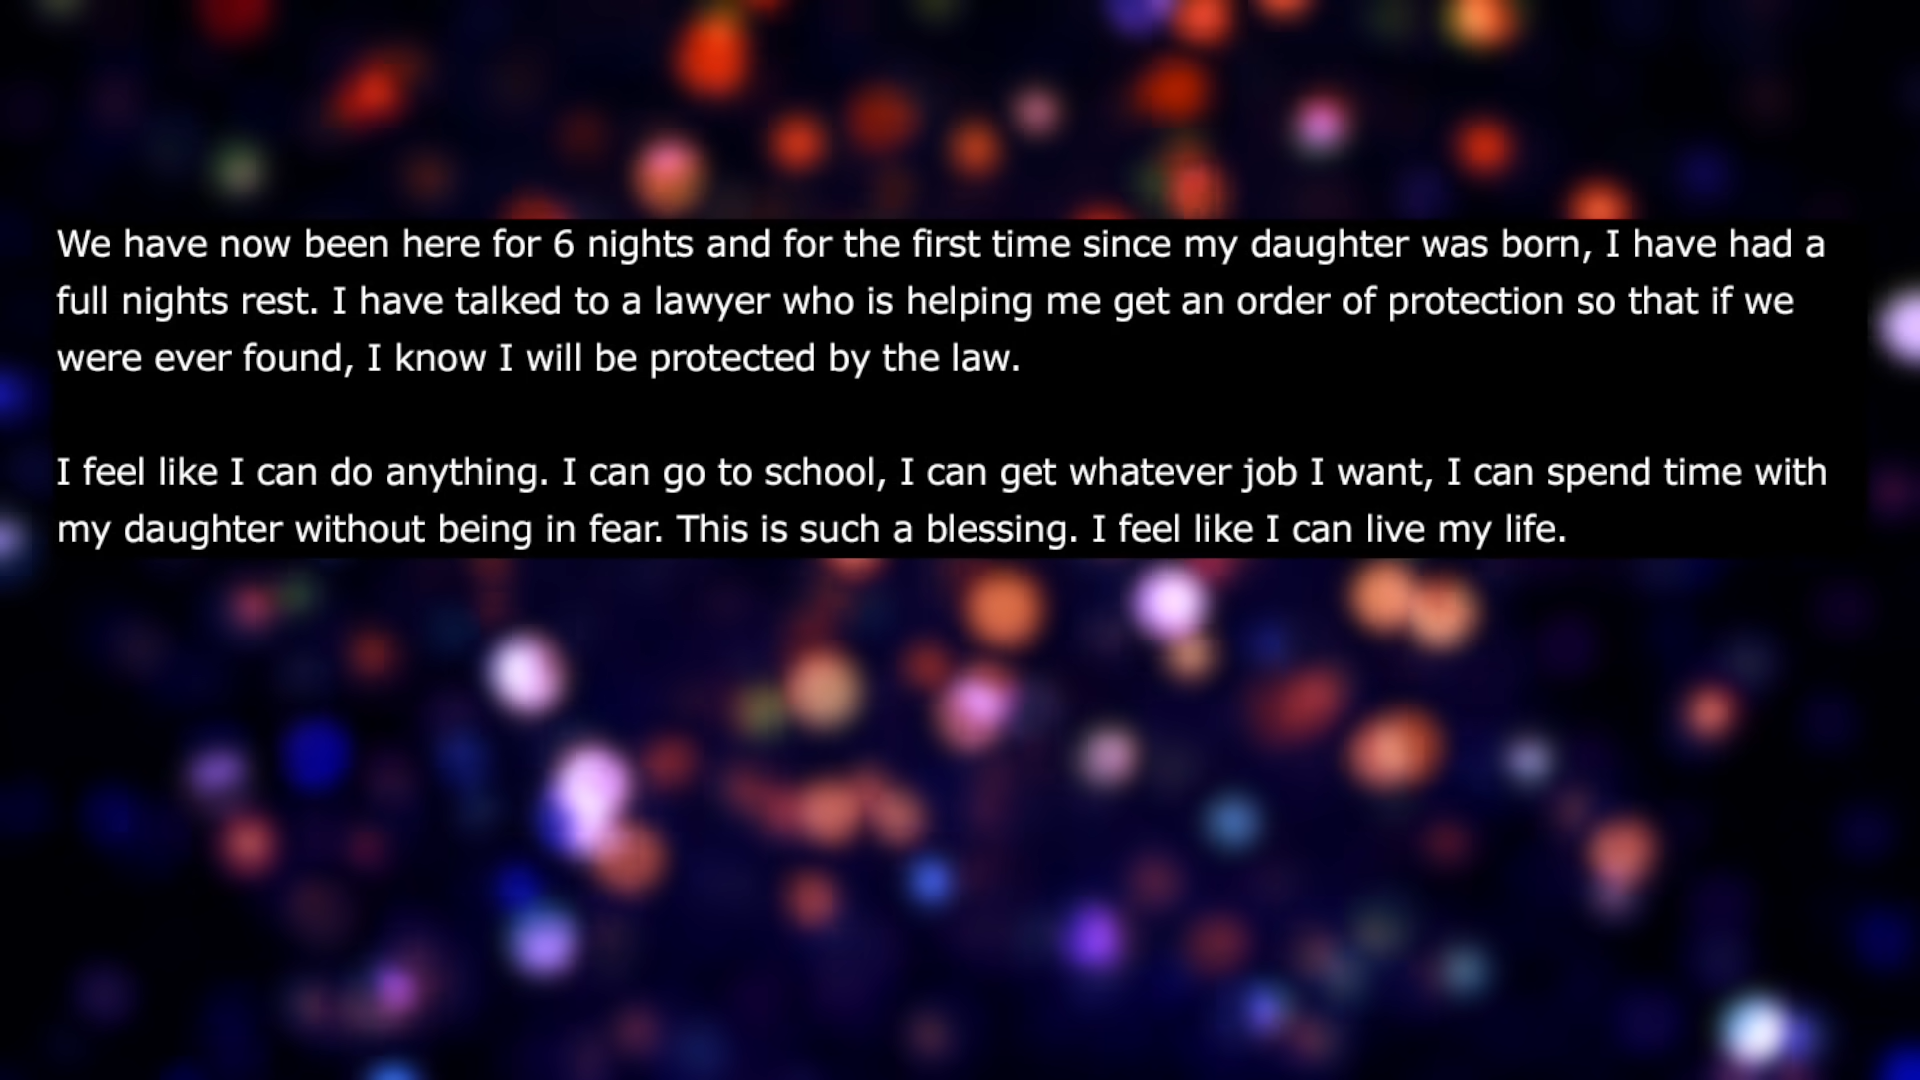 We have now been here for 6 nights and for the first time since my daughter was born, I have had a
full nights rest. I have talked to a lawyer who is helping me get an order of protection so that if we
were ever found, I know I will be protected by the law.
I feel like I can do anything. I can go to school, I can get whatever job I want, I can spend time with
my daughter without being in fear. This is such a blessing. I feel like I can live my life.